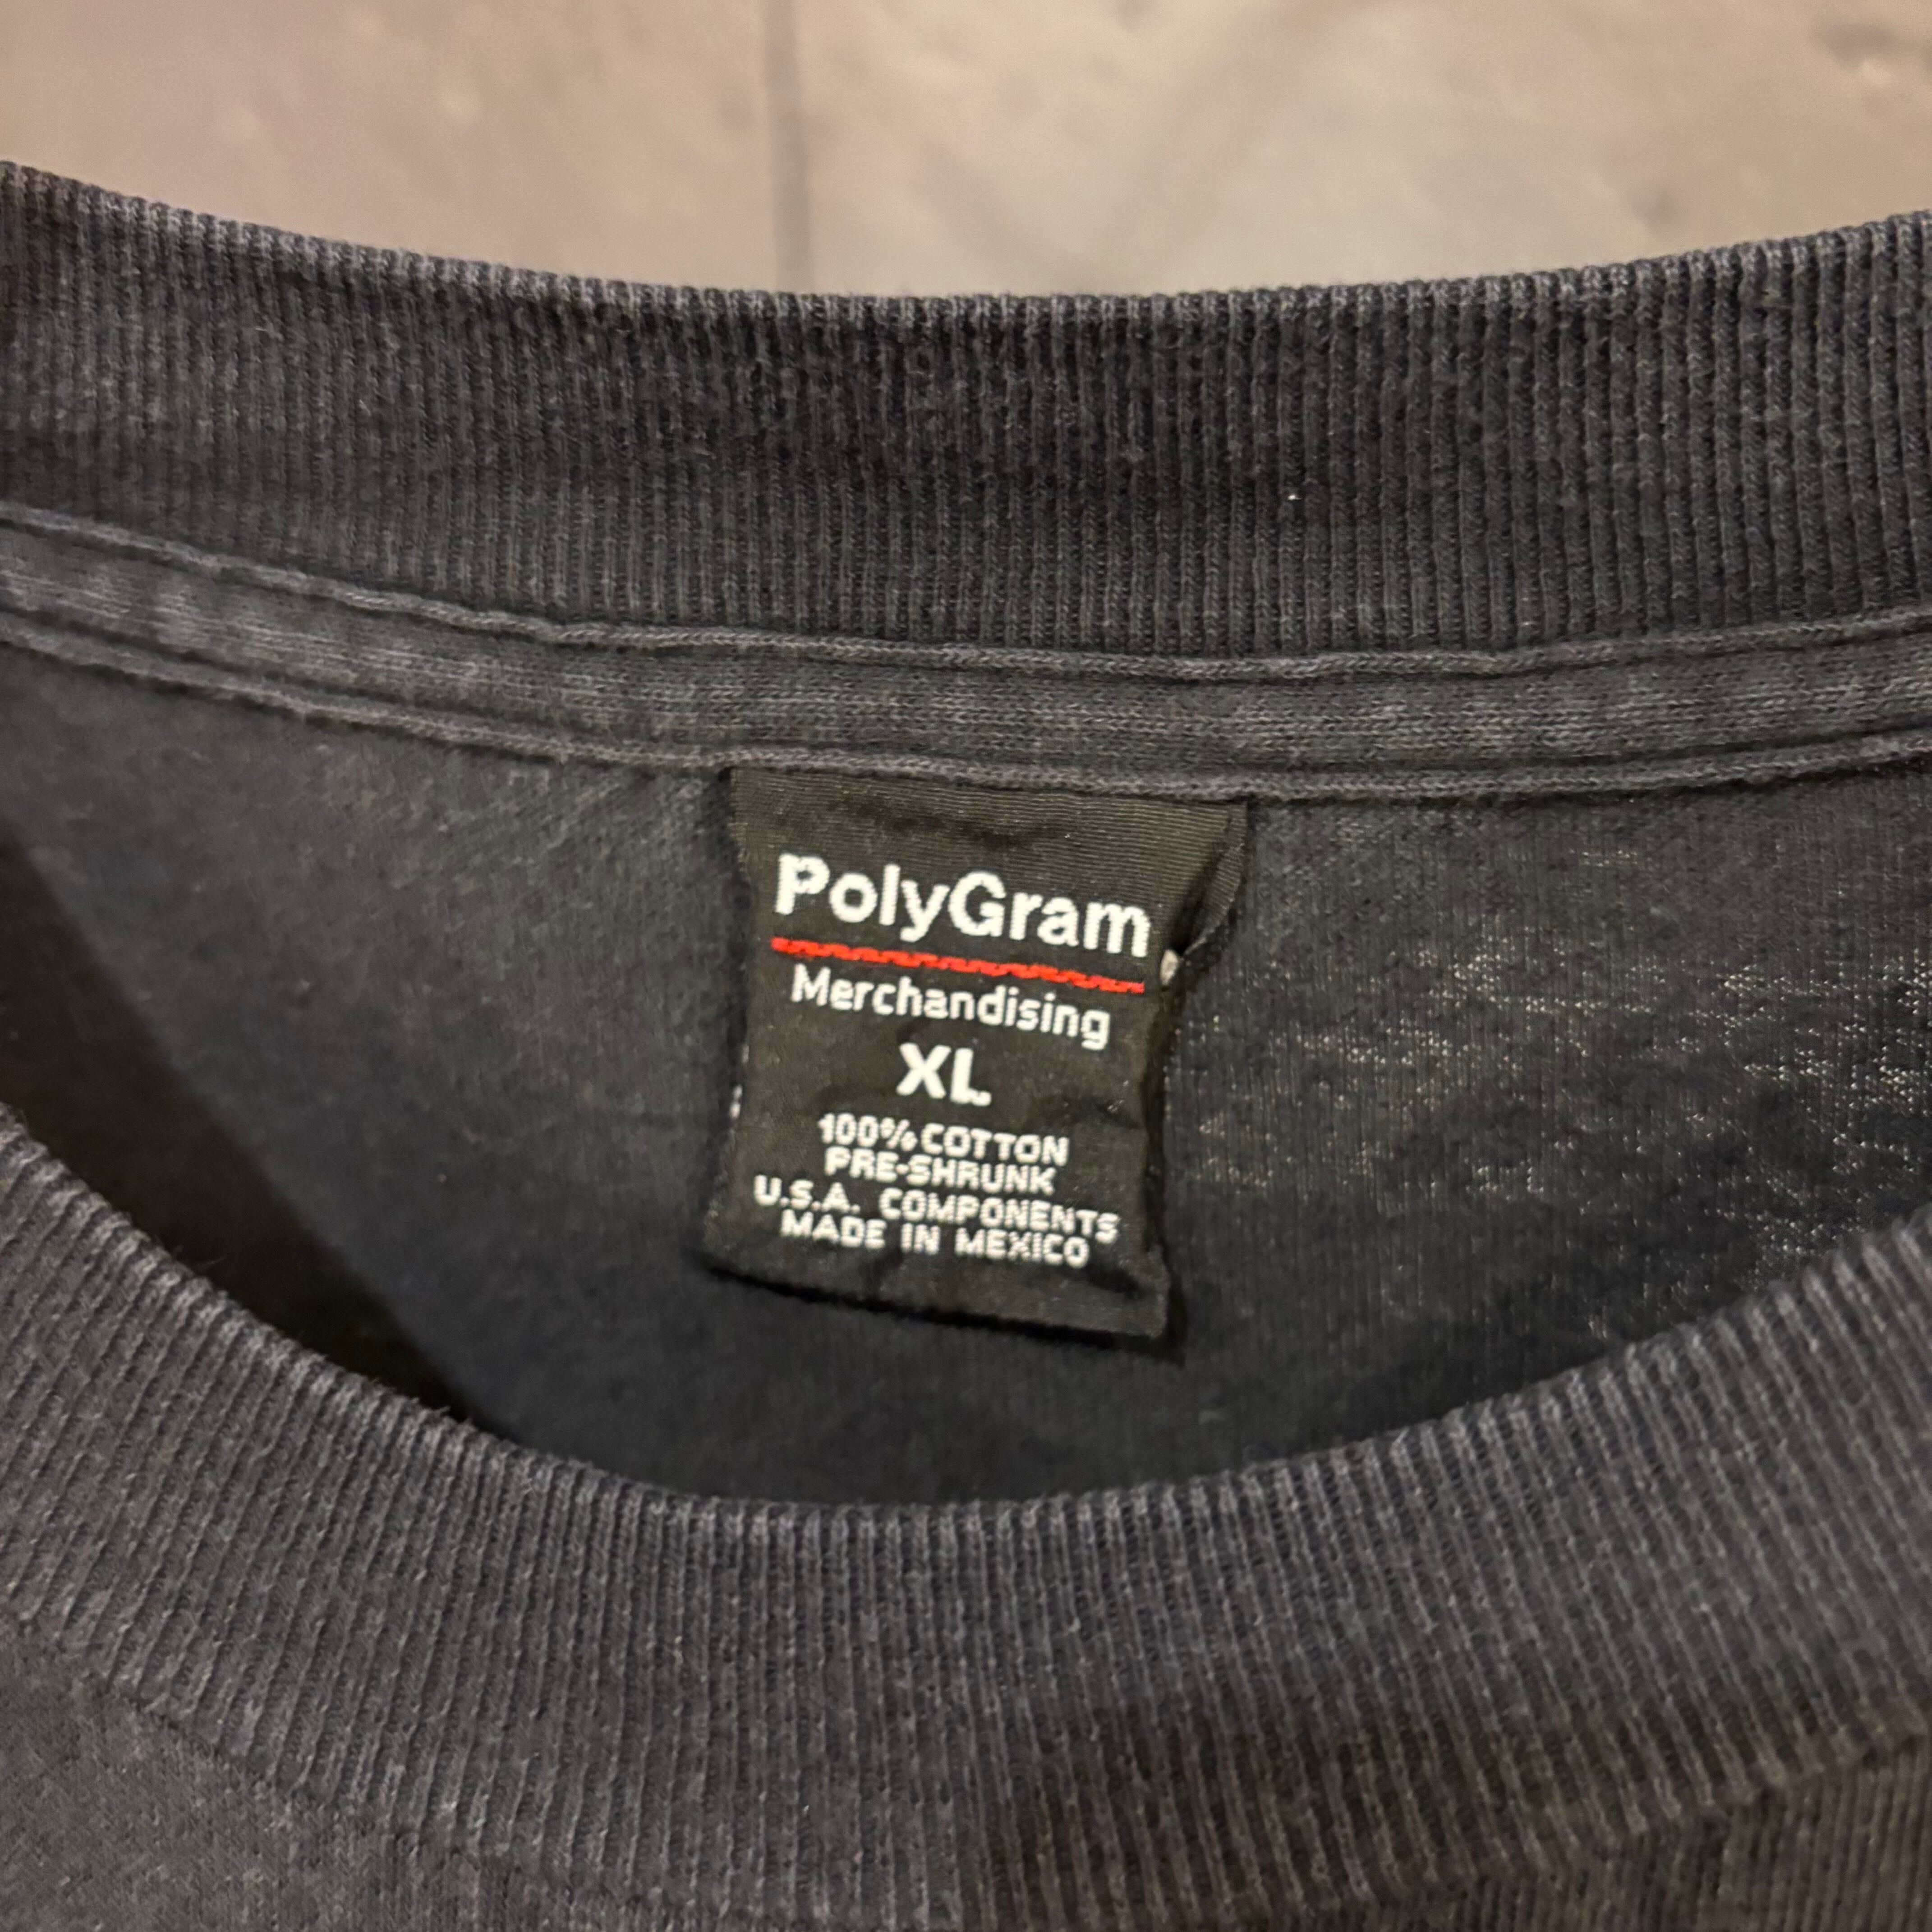 PolyGram
Merchandising
XL
100% COTTON
PRE-SHRUNK
U.S.A. COMPONENTS
MADE IN MEXICO